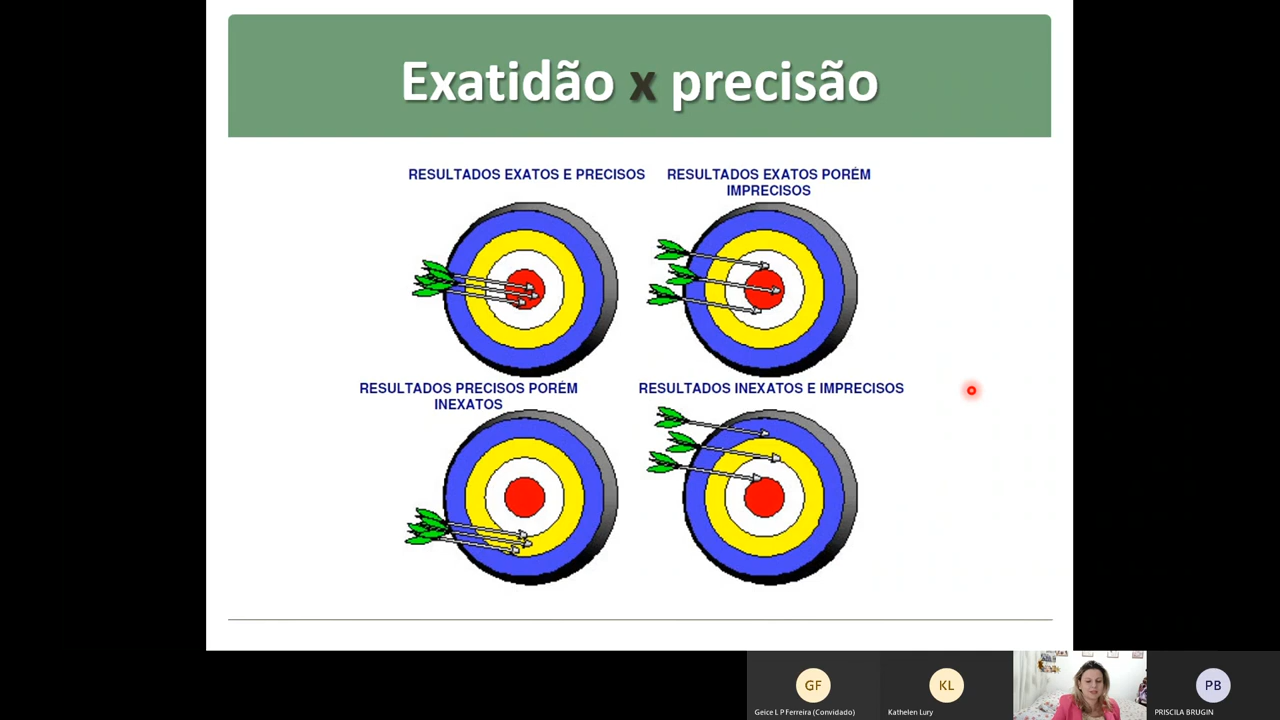 Exatidão x precisão
RESULTADOS EXATOS E PRECISOS
RESULTADOS EXATOS PORÉM
IMPRECISOS
RESULTADOS PRECISOS PORÉM
INEXATOS
RESULTADOS INEXATOS E IMPRECISOS
GF
KL
PB
Geice L P Ferreira (Convidado)
Kathelen Lury
PRISCILA BRUGIN